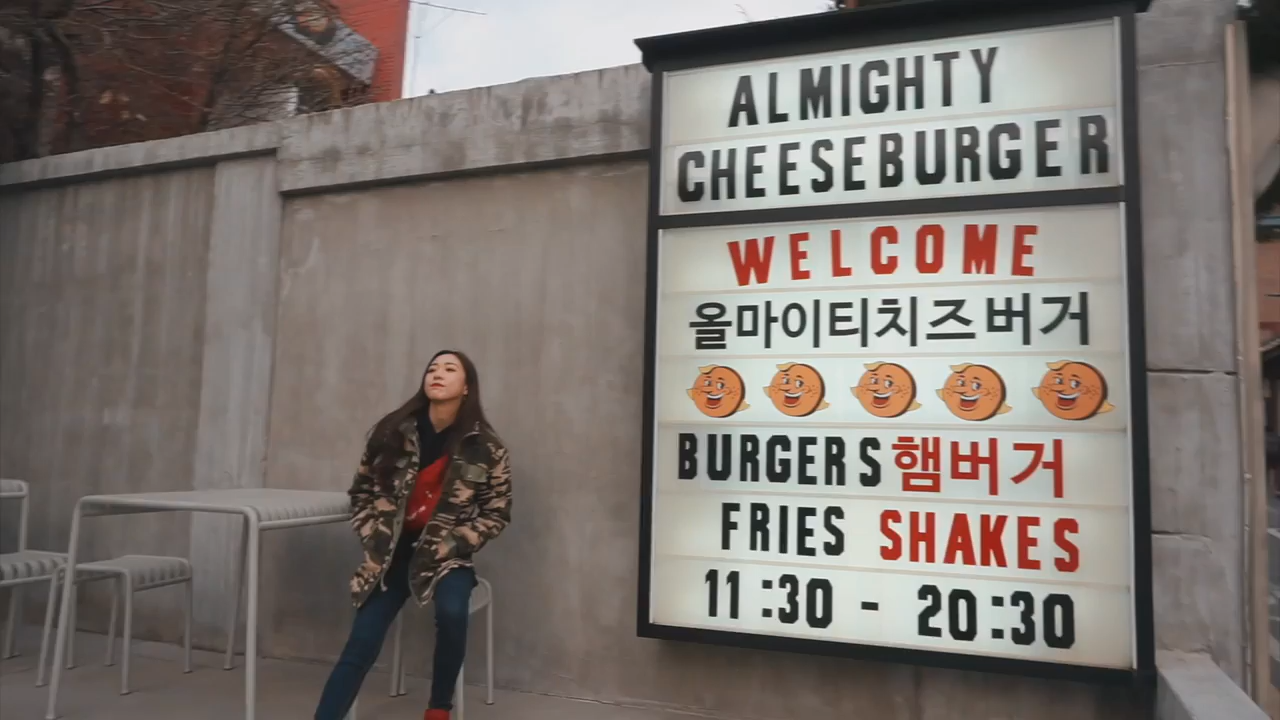 ALMIGHTY
CHEESEBURGER
WELCOME
올마이티치즈버거
BURGERS 햄버거
FRIES SHAKES
11:30 - 20:30